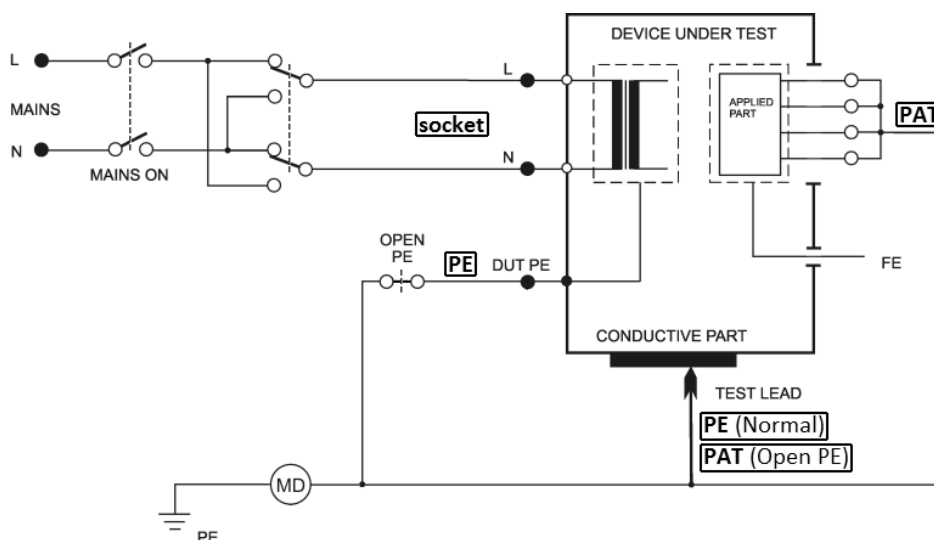 DEVICE UNDER TEST
L
MAINS
N
MAINS ON
L
socket
N
APPLIED
PART
PAT
OPEN
PE
PE
DUT PE
FE
CONDUCTIVE PART
TEST LEAD
PE (Normal)
PAT (Open PE)
MD
PE